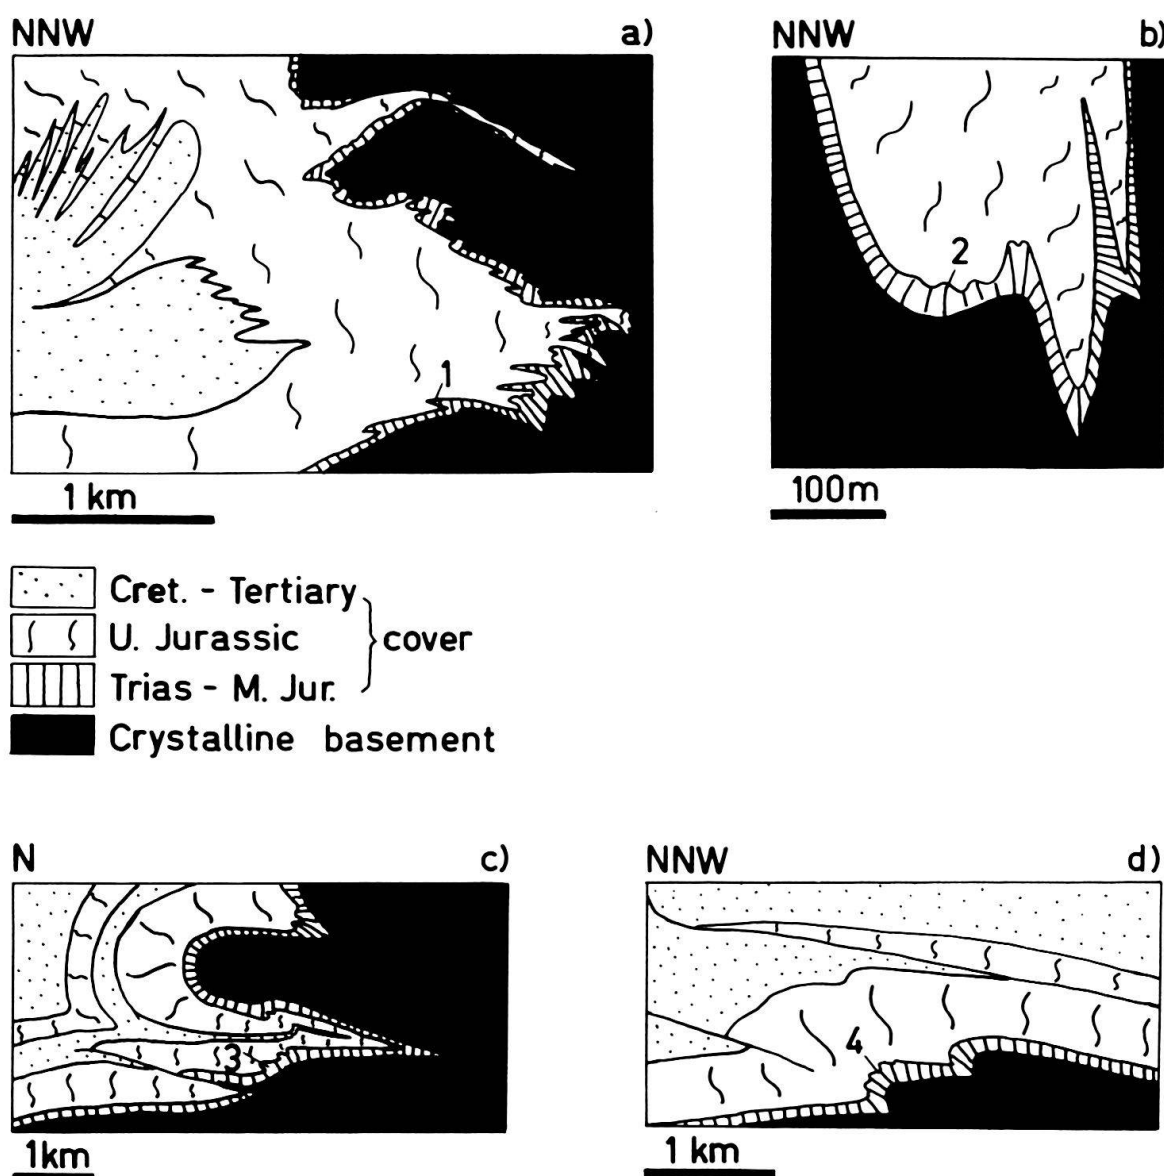 NNW a)
NNW b)
1
2
1 km
100m
Cret. - Tertiary
U. Jurassic
cover
Trias - M. Jur.
Crystalline basement
N c)
NNW d)
3
4
1km
1 km